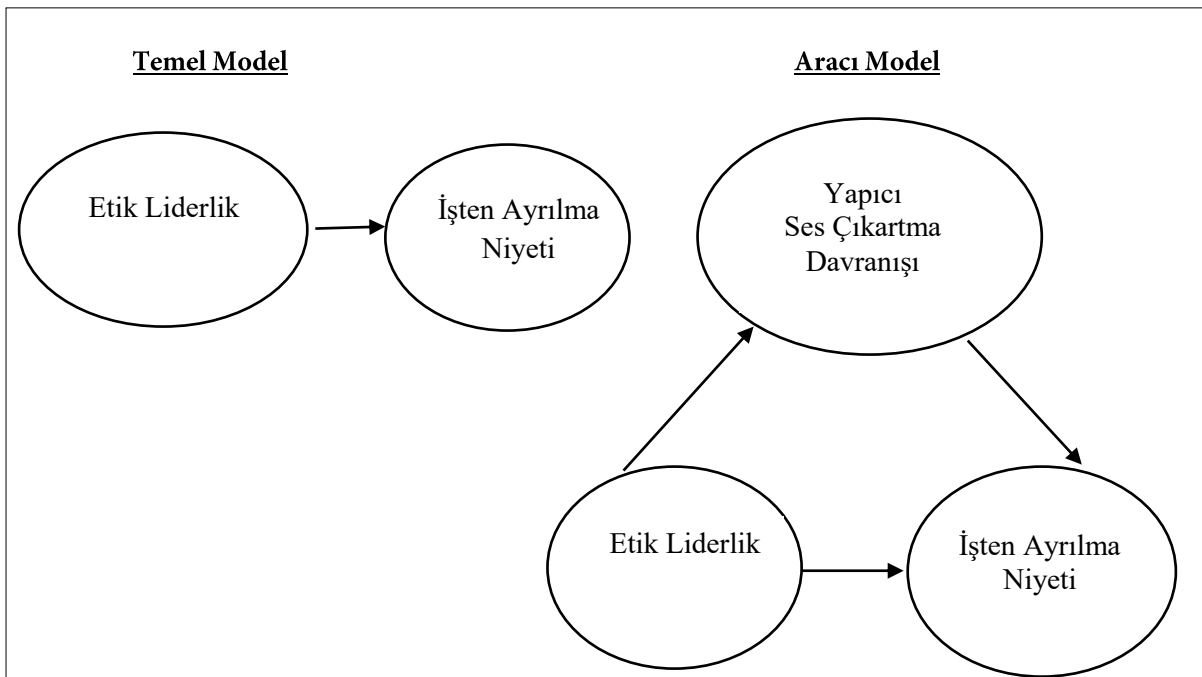 Temel Model
Etik Liderlik
İşten Ayrılma
Niyeti
Aracı Model
Yapıcı
Ses Çıkartma
Davranışı
Etik Liderlik
İşten Ayrılma
Niyeti